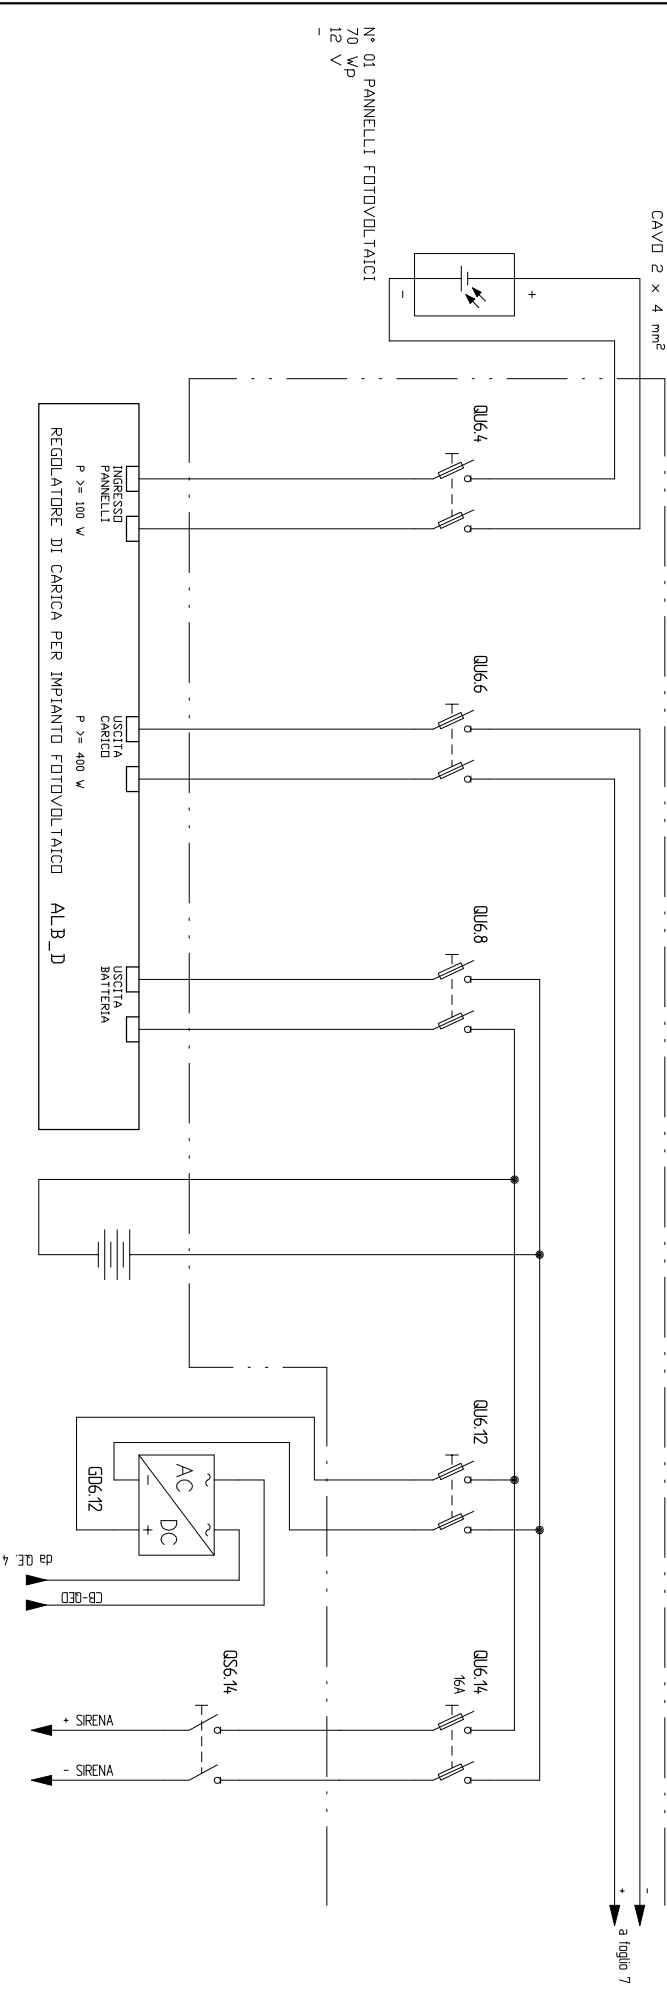 N° 01 PANNELLI FOTOVOLTAICI
70 Wp
12 V
-
CAVO 2 x 4 mm²
-
+
QU6.4
QU6.6
QU6.8
QU6.12
QU6.14
16A
QS6.14
INGRESSO
PANNELLI
P >= 100 W
USCITA
CARICO
P >= 400 W
USCITA
BATTERIA
REGOLATORE DI CARICA PER IMPIANTO FOTOVOLTAICO ALB_D
AC
DC
~
~
-
+
GD6.12
da QE. 4
CB-QED
+ SIRENA
- SIRENA
-
+
a foglio 7